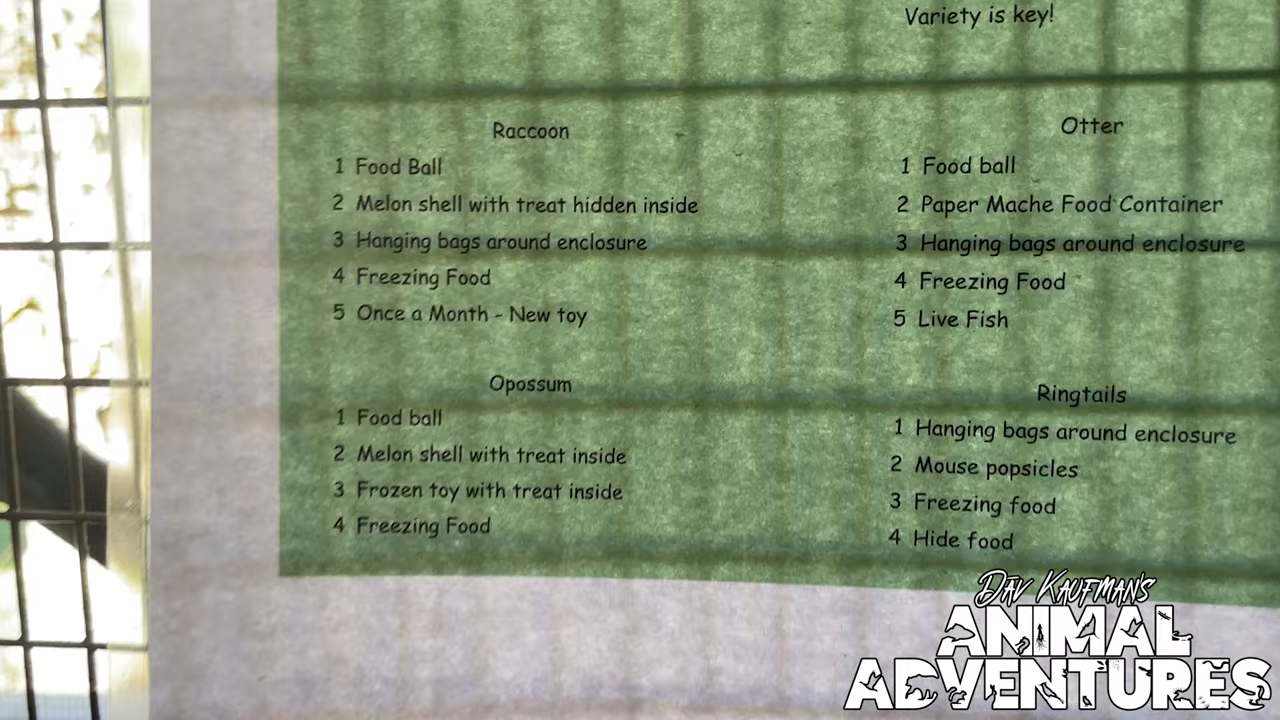 Variety is key!
Raccoon
1 Food Ball
2 Melon shell with treat hidden inside
3 Hanging bags around enclosure
4 Freezing Food
5 Once a Month - New toy
Otter
1 Food ball
2 Paper Mache Food Container
3 Hanging bags around enclosure
4 Freezing Food
5 Live Fish
Opossum
1 Food ball
2 Melon shell with treat inside
3 Frozen toy with treat inside
4 Freezing Food
Ringtails
1 Hanging bags around enclosure
2 Mouse popsicles
3 Freezing food
4 Hide food
DAV KAUFMAN'S
ANIMAL
ADVENTURES